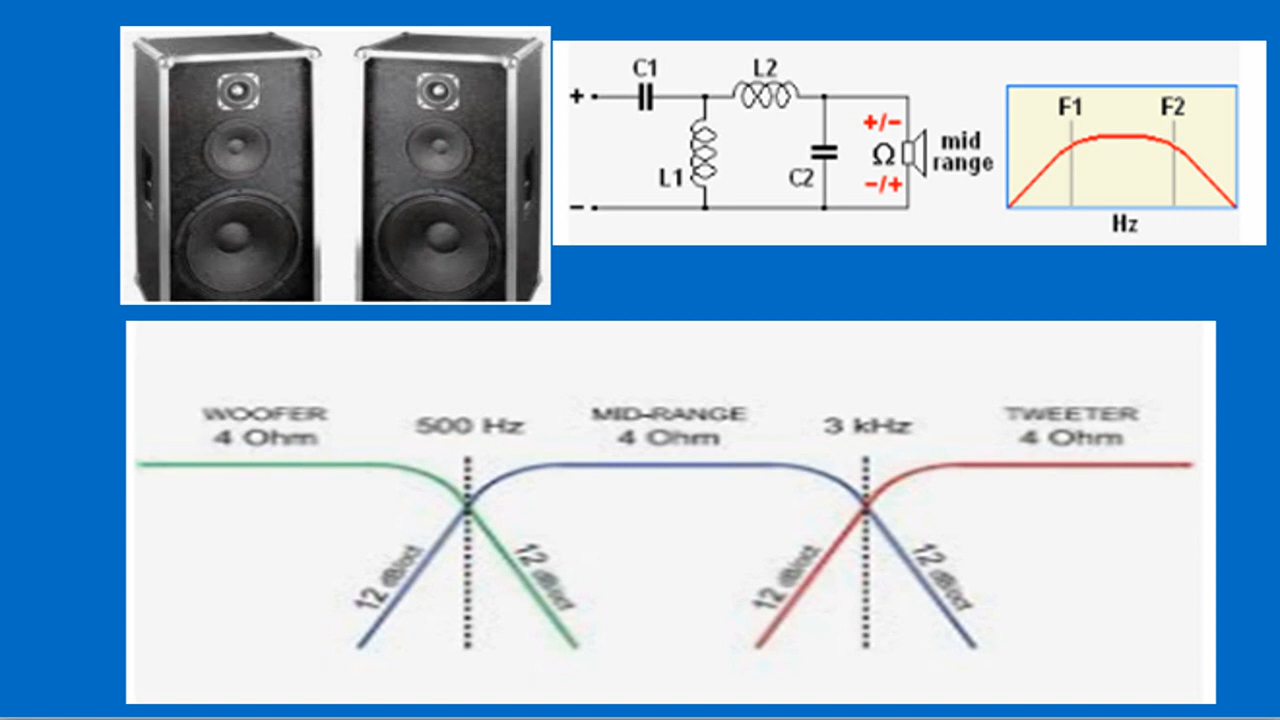 C1
L2
+
F1
F2
+/−
mid
range
Ω
L1
C2
−/+
−
Hz
WOOFER
4 Ohm
500 Hz
MID-RANGE
4 Ohm
3 kHz
TWEETER
4 Ohm
12 dB/oct
12 dB/oct
12 dB/oct
12 dB/oct